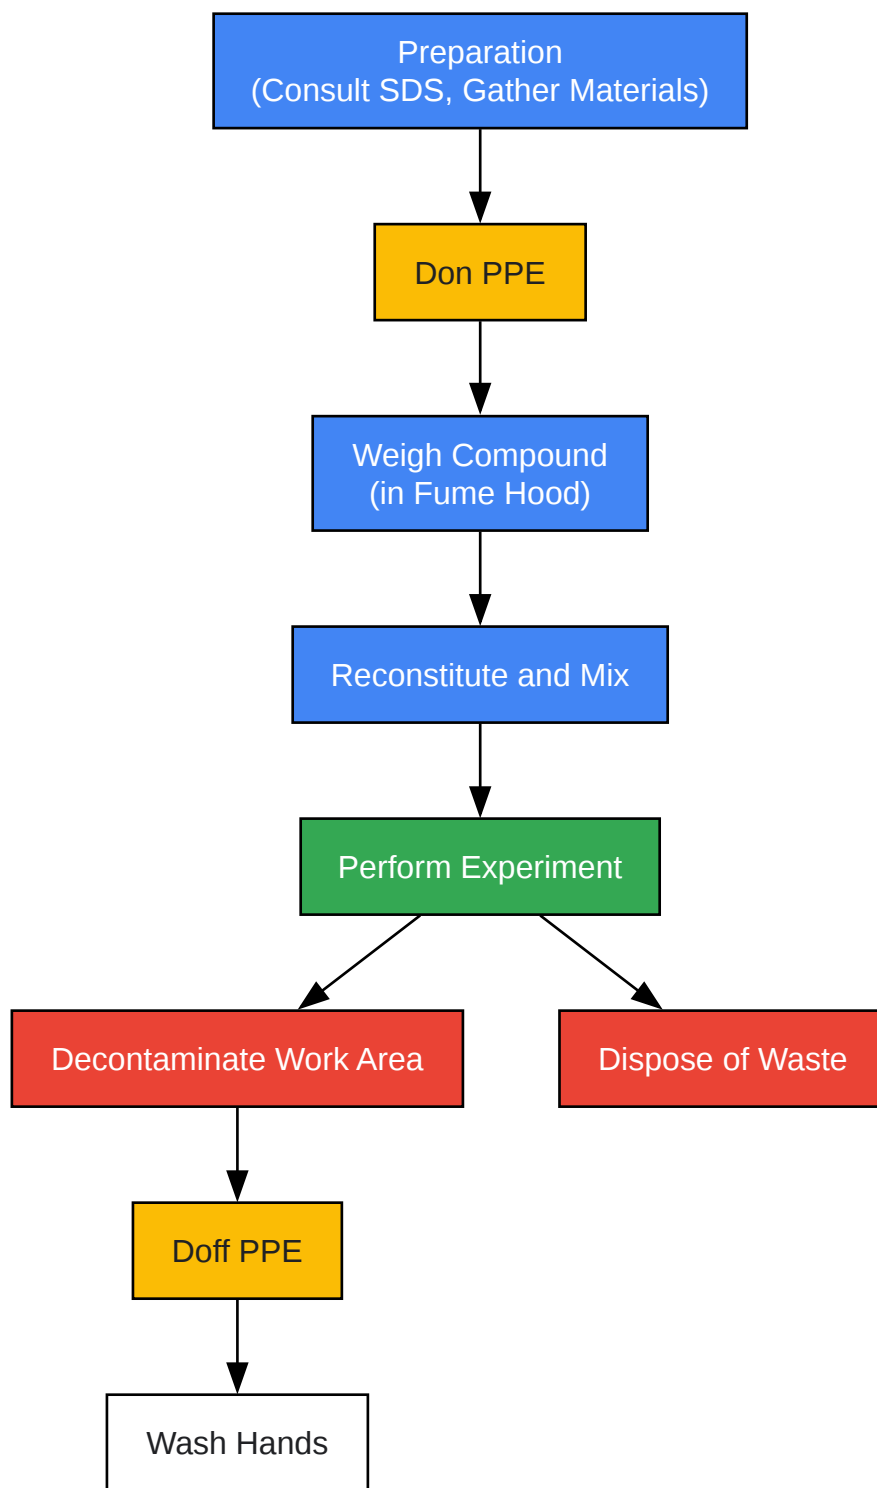 Preparation
(Consult SDS, Gather Materials)
Don PPE
Weigh Compound
(in Fume Hood)
Reconstitute and Mix
Perform Experiment
Decontaminate Work Area
Dispose of Waste
Doff PPE
Wash Hands